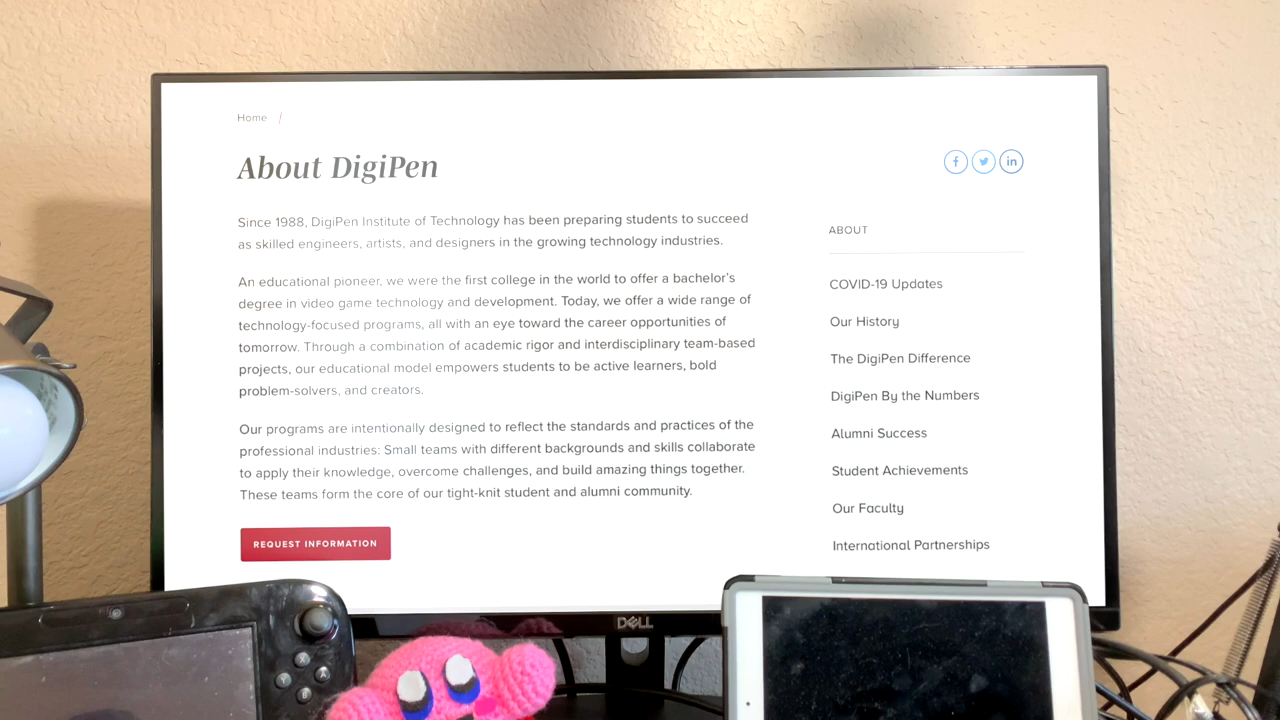 Home /
About DigiPen
Since 1988, DigiPen Institute of Technology has been preparing students to succeed
as skilled engineers, artists, and designers in the growing technology industries.
An educational pioneer, we were the first college in the world to offer a bachelor's
degree in video game technology and development. Today, we offer a wide range of
technology-focused programs, all with an eye toward the career opportunities of
tomorrow. Through a combination of academic rigor and interdisciplinary team-based
projects, our educational model empowers students to be active learners, bold
problem-solvers, and creators.
Our programs are intentionally designed to reflect the standards and practices of the
professional industries: Small teams with different backgrounds and skills collaborate
to apply their knowledge, overcome challenges, and build amazing things together.
These teams form the core of our tight-knit student and alumni community.
REQUEST INFORMATION
f
in
ABOUT
COVID-19 Updates
Our History
The DigiPen Difference
DigiPen By the Numbers
Alumni Success
Student Achievements
Our Faculty
International Partnerships
DELL
X
Y
A
B